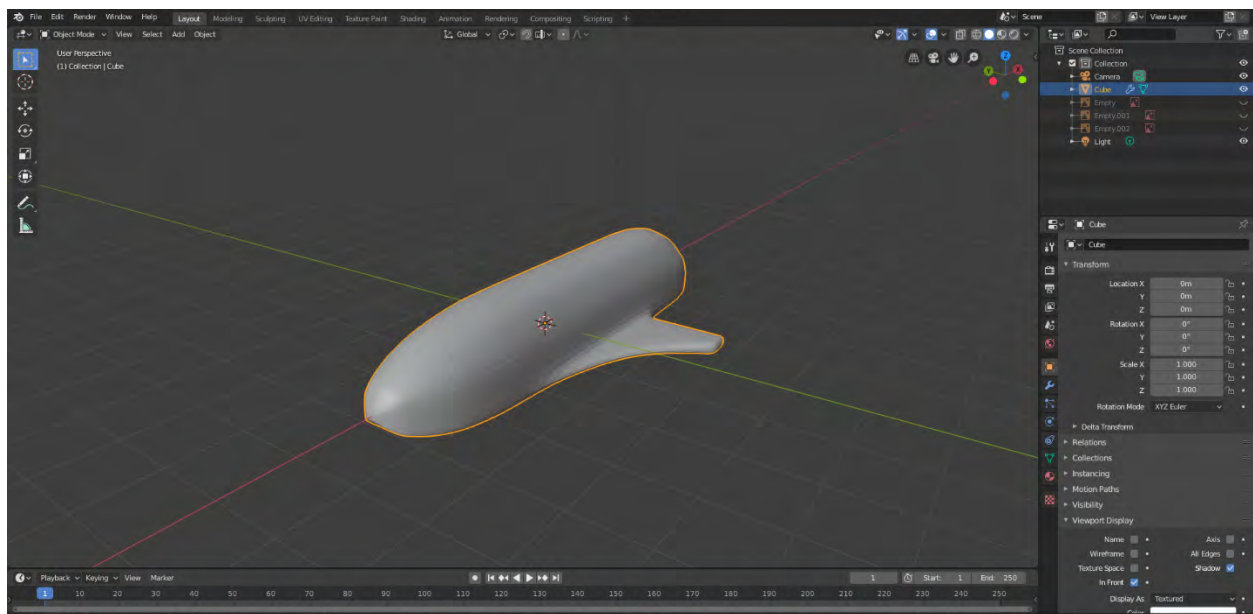 File Edit Render Window Help Layout Modeling Sculpting UV Editing Texture Paint Shading Animation Rendering Compositing Scripting + Scene View Layer
Object Mode View Select Add Object Global
User Perspective
(1) Collection | Cube
Z
Y
X
Scene Collection
Collection
Camera
Cube
Empty
Empty.001
Empty.002
Light
Cube
Cube
Transform
Location X 0m
Y 0m
Z 0m
Rotation X 0°
Y 0°
Z 0°
Scale X 1.000
Y 1.000
Z 1.000
Rotation Mode XYZ Euler
Delta Transform
Relations
Collections
Instancing
Motion Paths
Visibility
Viewport Display
Name Axis
Wireframe All Edges
Texture Space Shadow
In Front
Display As Textured
Color
Playback Keying View Marker 1 Start: 1 End: 250
1 10 20 30 40 50 60 70 80 90 100 110 120 130 140 150 160 170 180 190 200 210 220 230 240 250